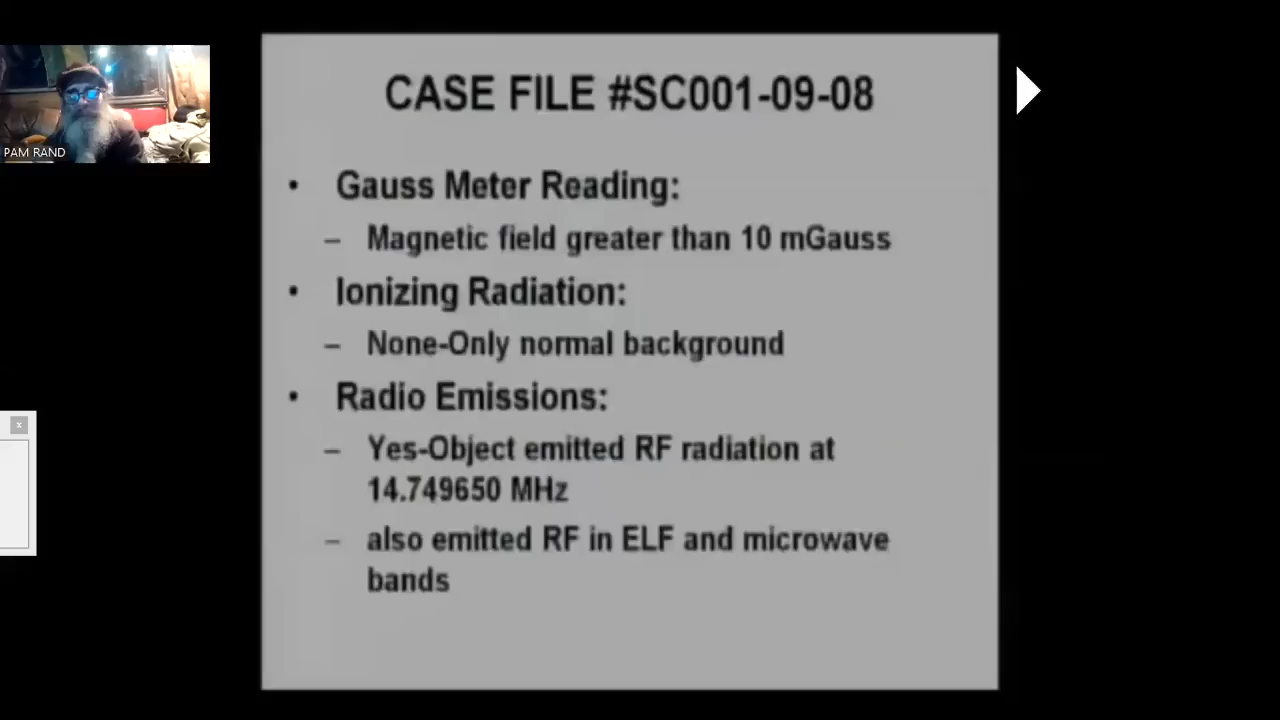 CASE FILE #SC001-09-08
PAM RAND
• Gauss Meter Reading:
– Magnetic field greater than 10 mGauss
• Ionizing Radiation:
– None-Only normal background
• Radio Emissions:
– Yes-Object emitted RF radiation at
14.749650 MHz
– also emitted RF in ELF and microwave
bands
x